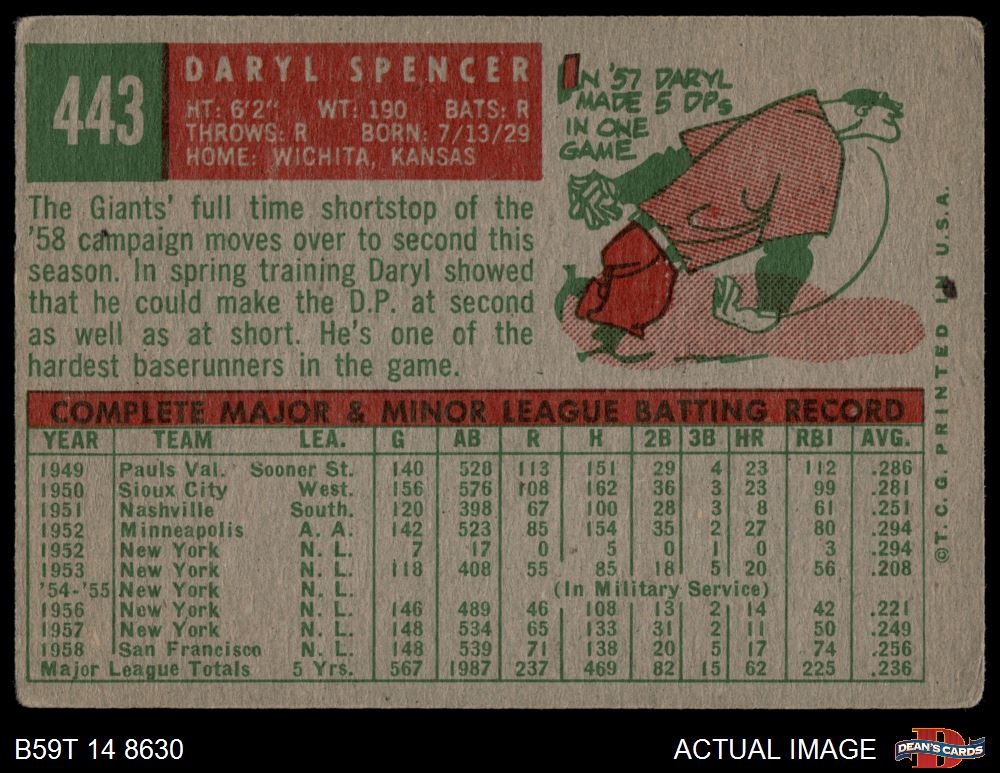 443
DARYL SPENCER
HT: 6'2" WT: 190 BATS: R
THROWS: R BORN: 7/13/29
HOME: WICHITA, KANSAS
IN '57 DARYL
MADE 5 DPs
IN ONE
GAME
The Giants' full time shortstop of the
'58 campaign moves over to second this
season. In spring training Daryl showed
that he could make the D.P. at second
as well as at short. He's one of the
hardest baserunners in the game.
COMPLETE MAJOR & MINOR LEAGUE BATTING RECORD
YEAR TEAM LEA. G AB R H 2B 3B HR RBI AVG.
1949 Pauls Val. Sooner St. 140 528 113 151 29 4 23 112 .286
1950 Sioux City West. 156 576 108 162 36 3 23 99 .281
1951 Nashville South. 120 398 67 100 28 3 8 61 .251
1952 Minneapolis A. A. 142 523 85 154 35 2 27 80 .294
1952 New York N. L. 7 17 0 5 0 1 0 3 .294
1953 New York N. L. 118 408 55 85 18 5 20 56 .208
'54-'55 New York N. L. (In Military Service)
1956 New York N. L. 146 489 46 108 13 2 14 42 .221
1957 New York N. L. 148 534 65 133 31 2 11 50 .249
1958 San Francisco N. L. 148 539 71 138 20 5 17 74 .256
Major League Totals 5 Yrs. 567 1987 237 469 82 15 62 225 .236
©T. C. G. PRINTED IN U.S.A.
B59T 14 8630
ACTUAL IMAGE
D
DEAN'S CARDS